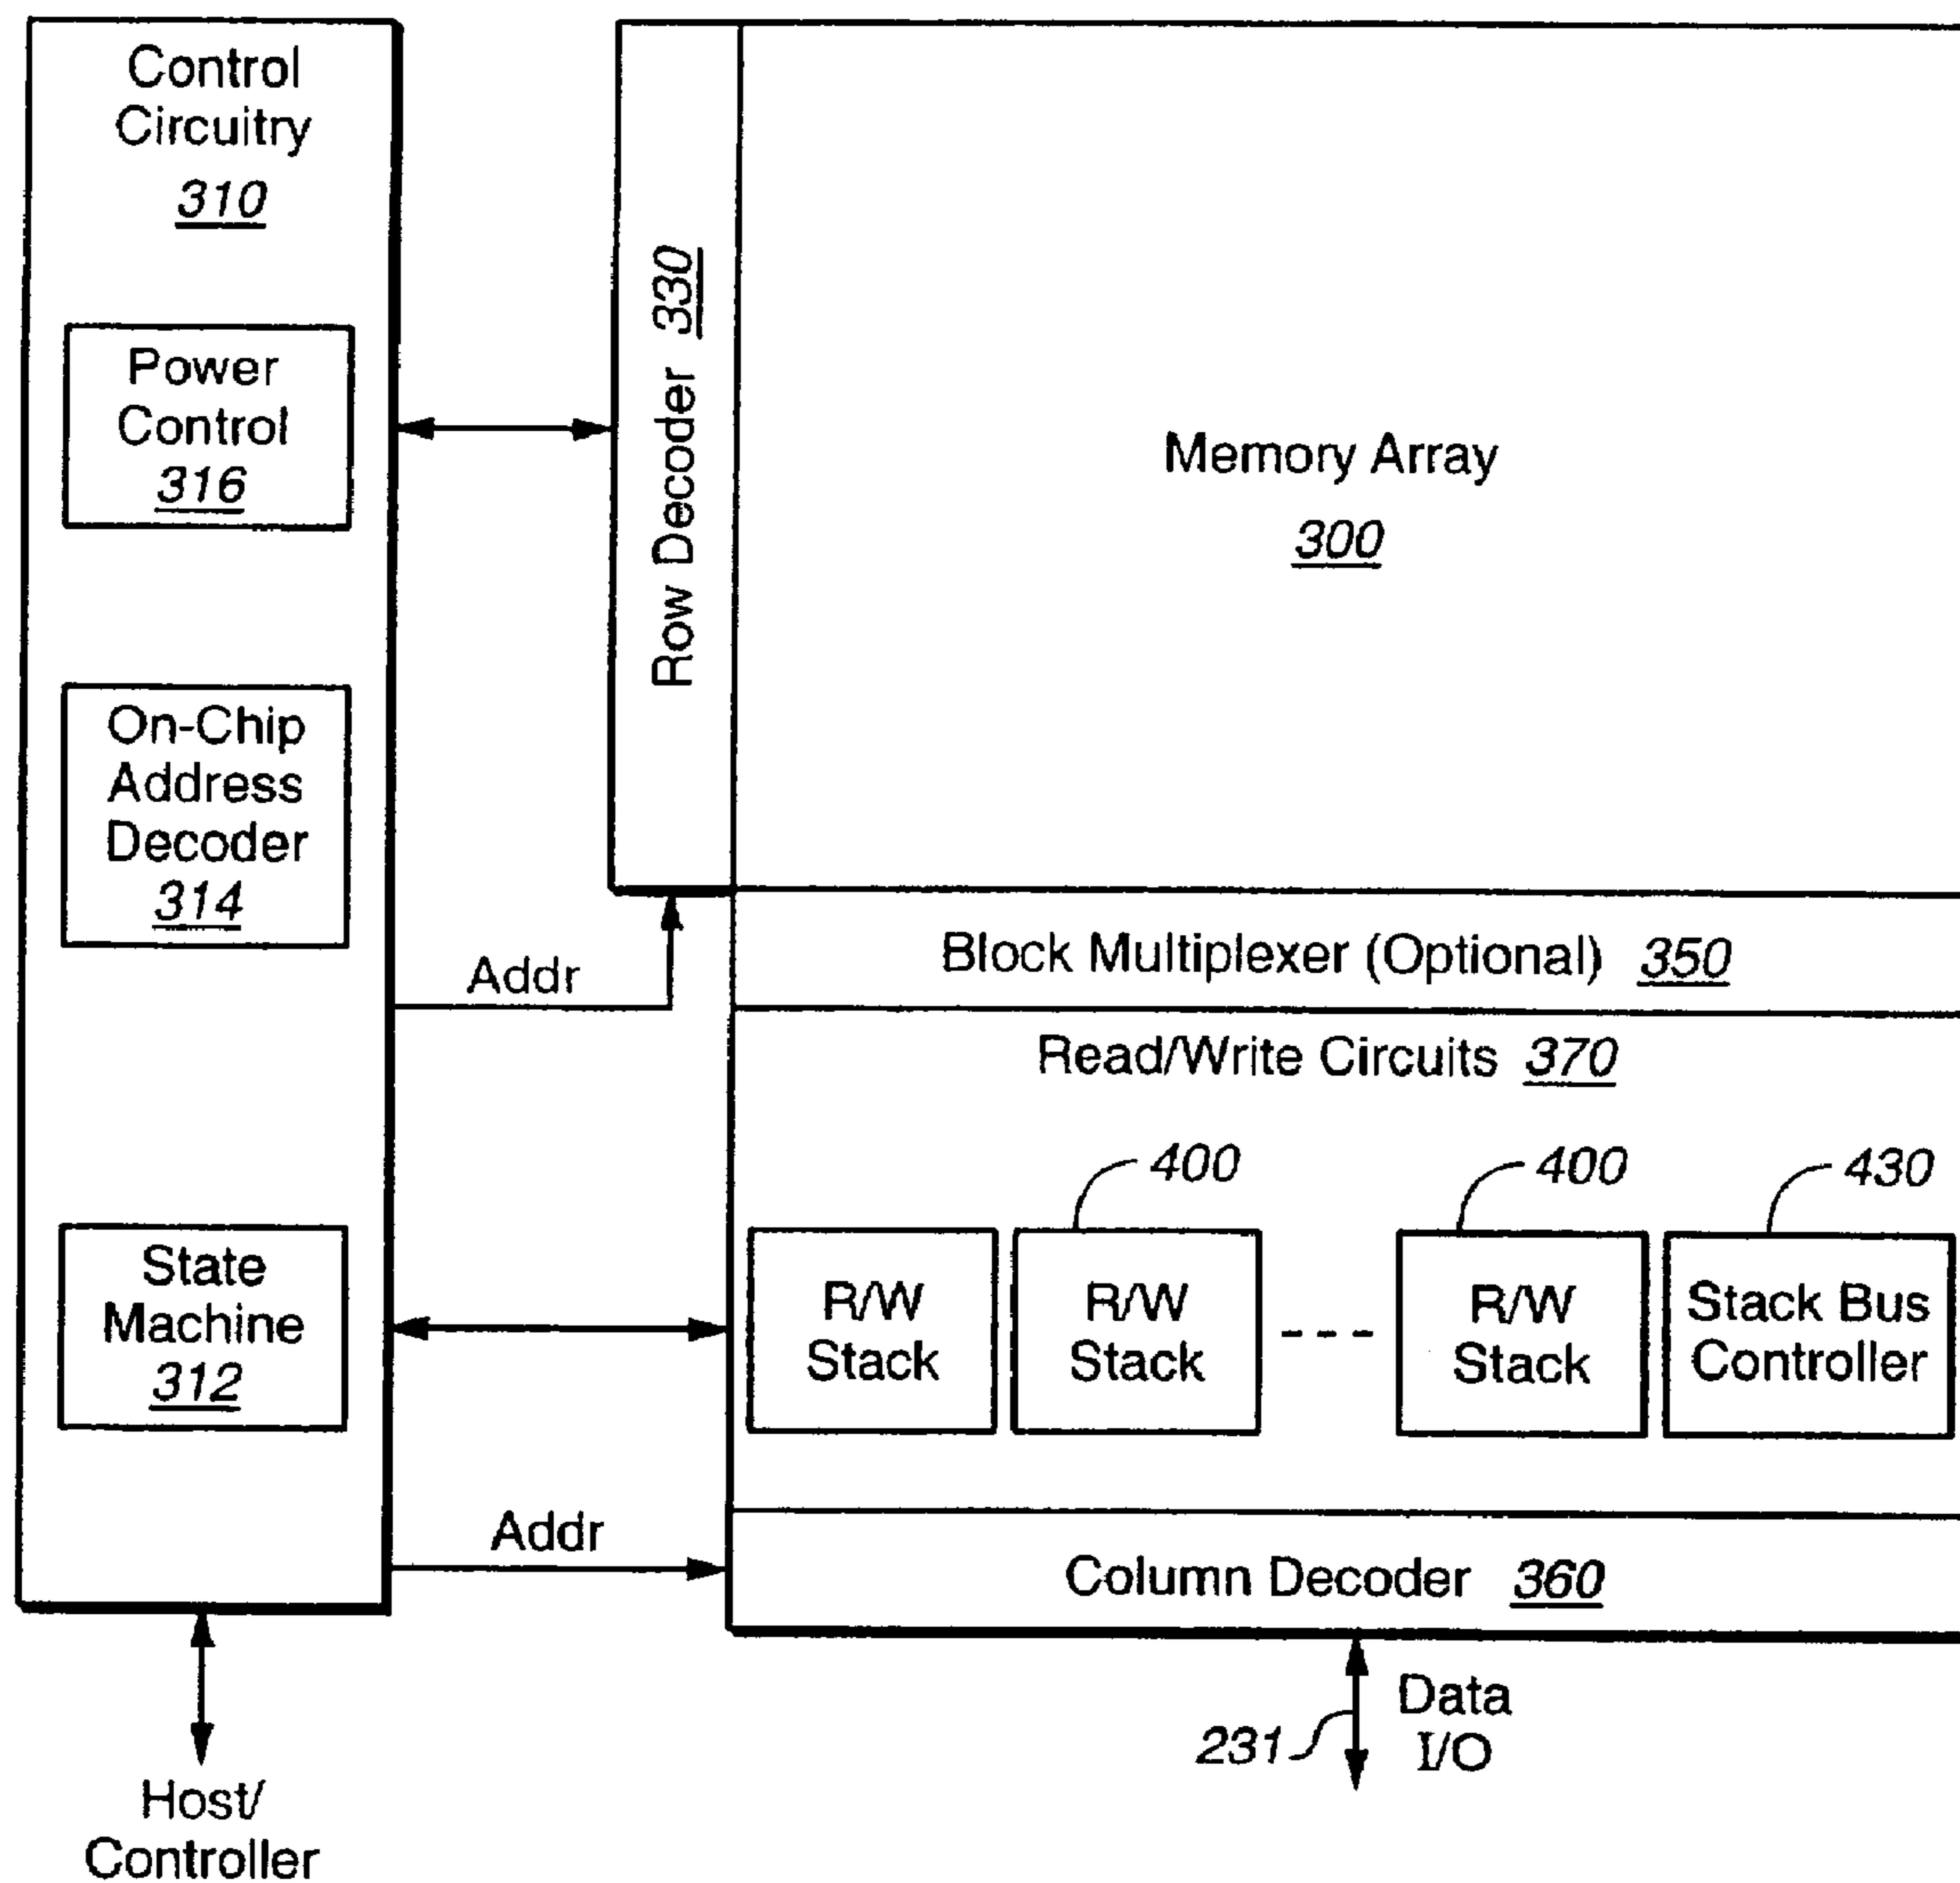 Control
Circuitry
310
Power
Control
316
On-Chip
Address
Decoder
314
State
Machine
312
Host/
Controller
Addr
Addr
Row Decoder 330
Memory Array
300
Block Multiplexer (Optional) 350
Read/Write Circuits 370
400
400
430
R/W
Stack
R/W
Stack
---
R/W
Stack
Stack Bus
Controller
Column Decoder 360
231
Data
I/O